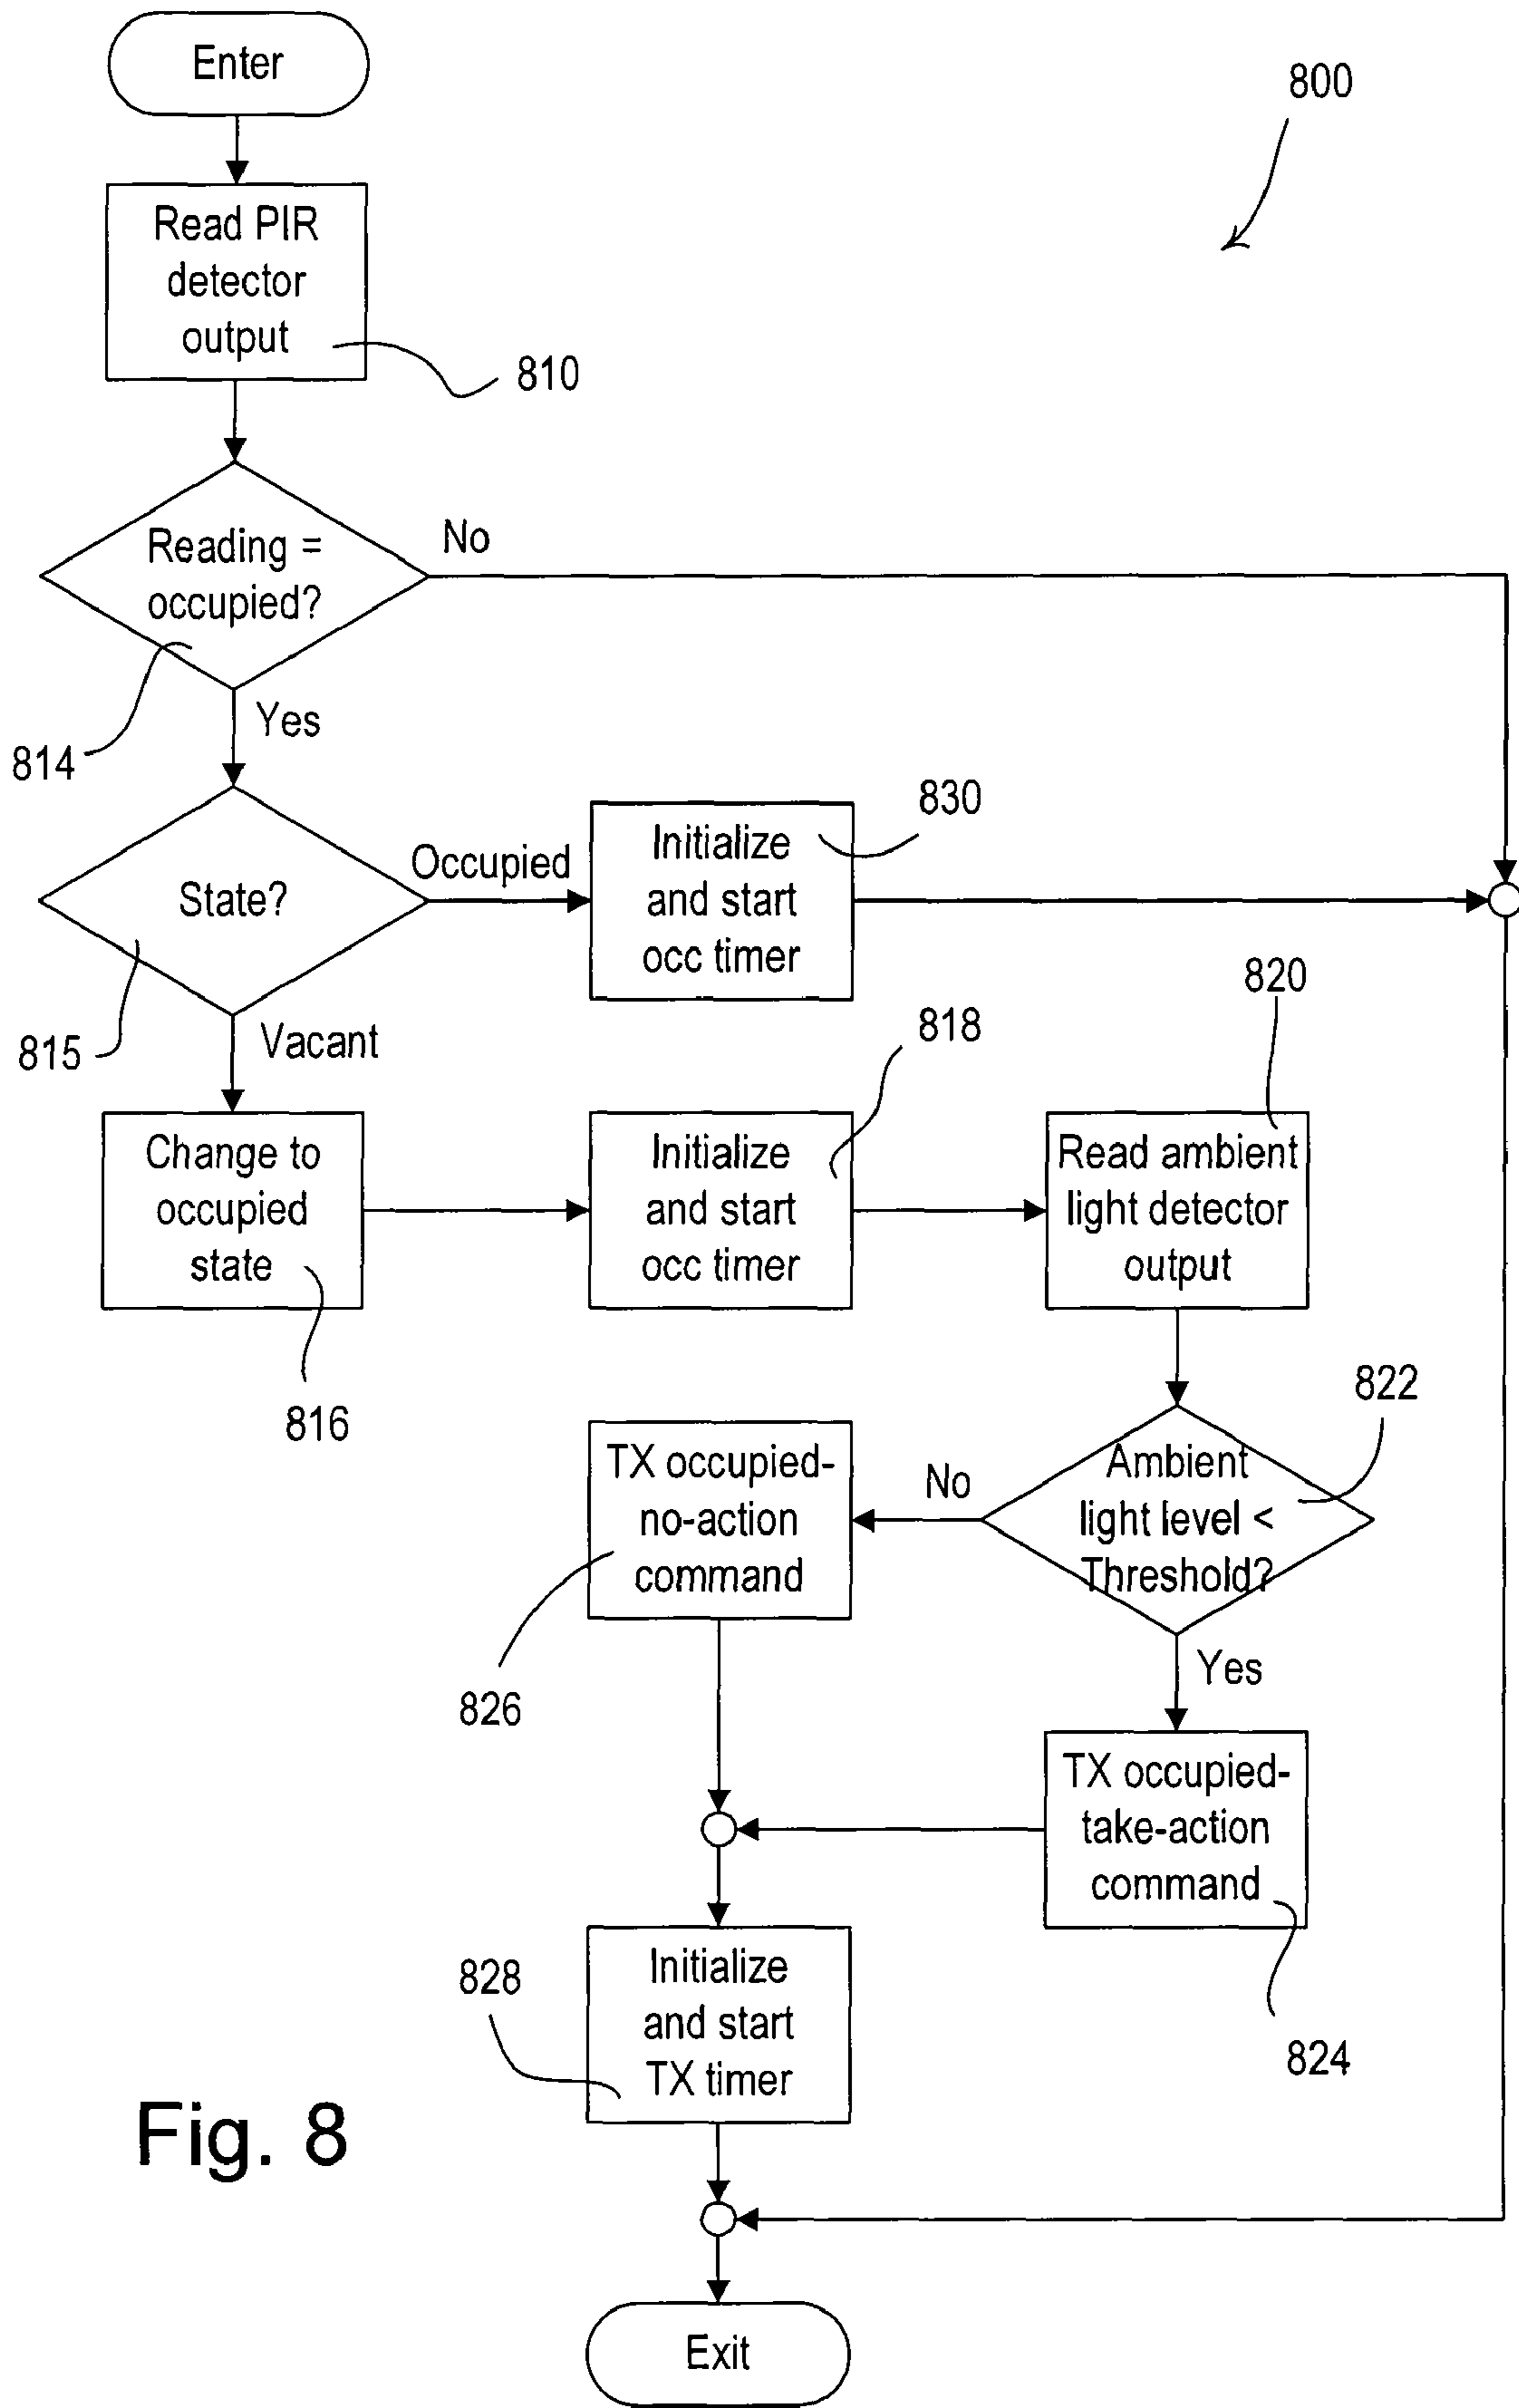 Enter
800
Read PIR
detector
output
810
Reading =
occupied?
No
814
Yes
State?
Occupied
815
Vacant
Initialize
and start
occ timer
830
Change to
occupied
state
816
Initialize
and start
occ timer
818
Read ambient
light detector
output
820
Ambient
light level <
Threshold?
822
No
Yes
TX occupied-
no-action
command
826
TX occupied-
take-action
command
824
Initialize
and start
TX timer
828
Exit
Fig. 8